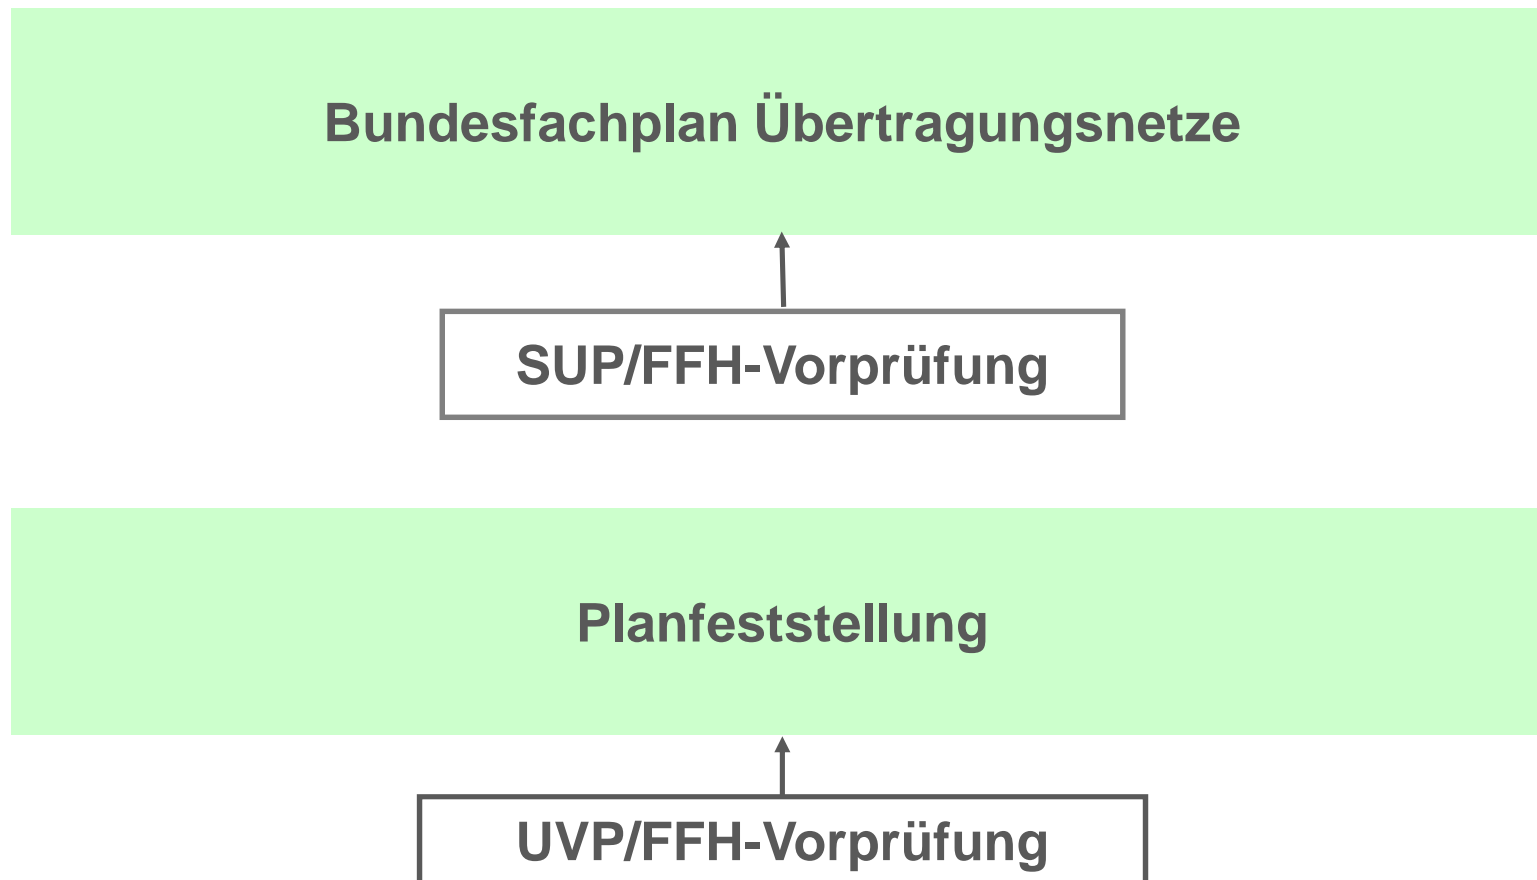 Bundesfachplan Übertragungsnetze
SUP/FFH-Vorprüfung
Planfeststellung
UVP/FFH-Vorprüfung